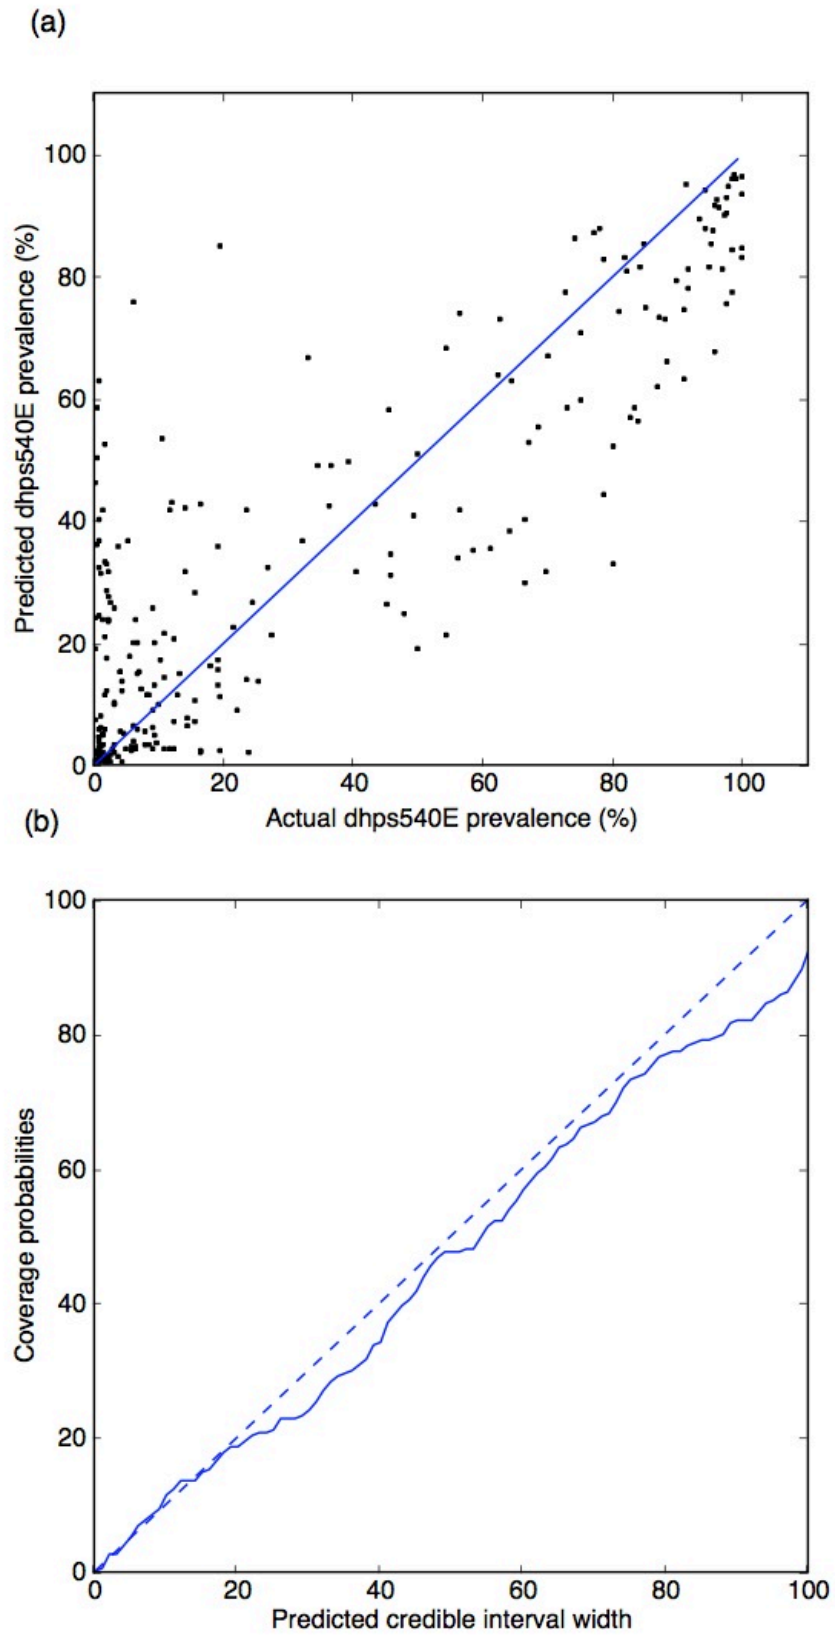 (a)
100
80
60
40
20
0
Predicted dhps540E prevalence (%)
0 20 40 60 80 100
Actual dhps540E prevalence (%)
(b)
100
80
60
40
20
0
Coverage probabilities
0 20 40 60 80 100
Predicted credible interval width